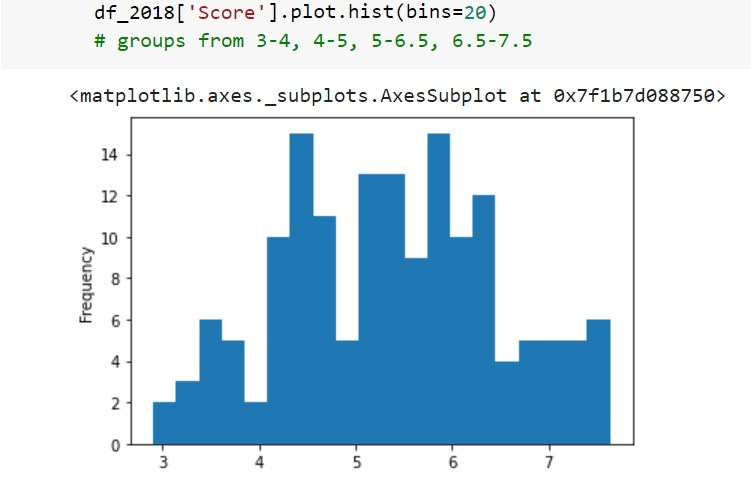 df_2018['Score'].plot.hist(bins=20)
# groups from 3-4, 4-5, 5-6.5, 6.5-7.5
<matplotlib.axes._subplots.AxesSubplot at 0x7f1b7d088750>
14
12
10
8
6
4
2
0
Frequency
3 4 5 6 7